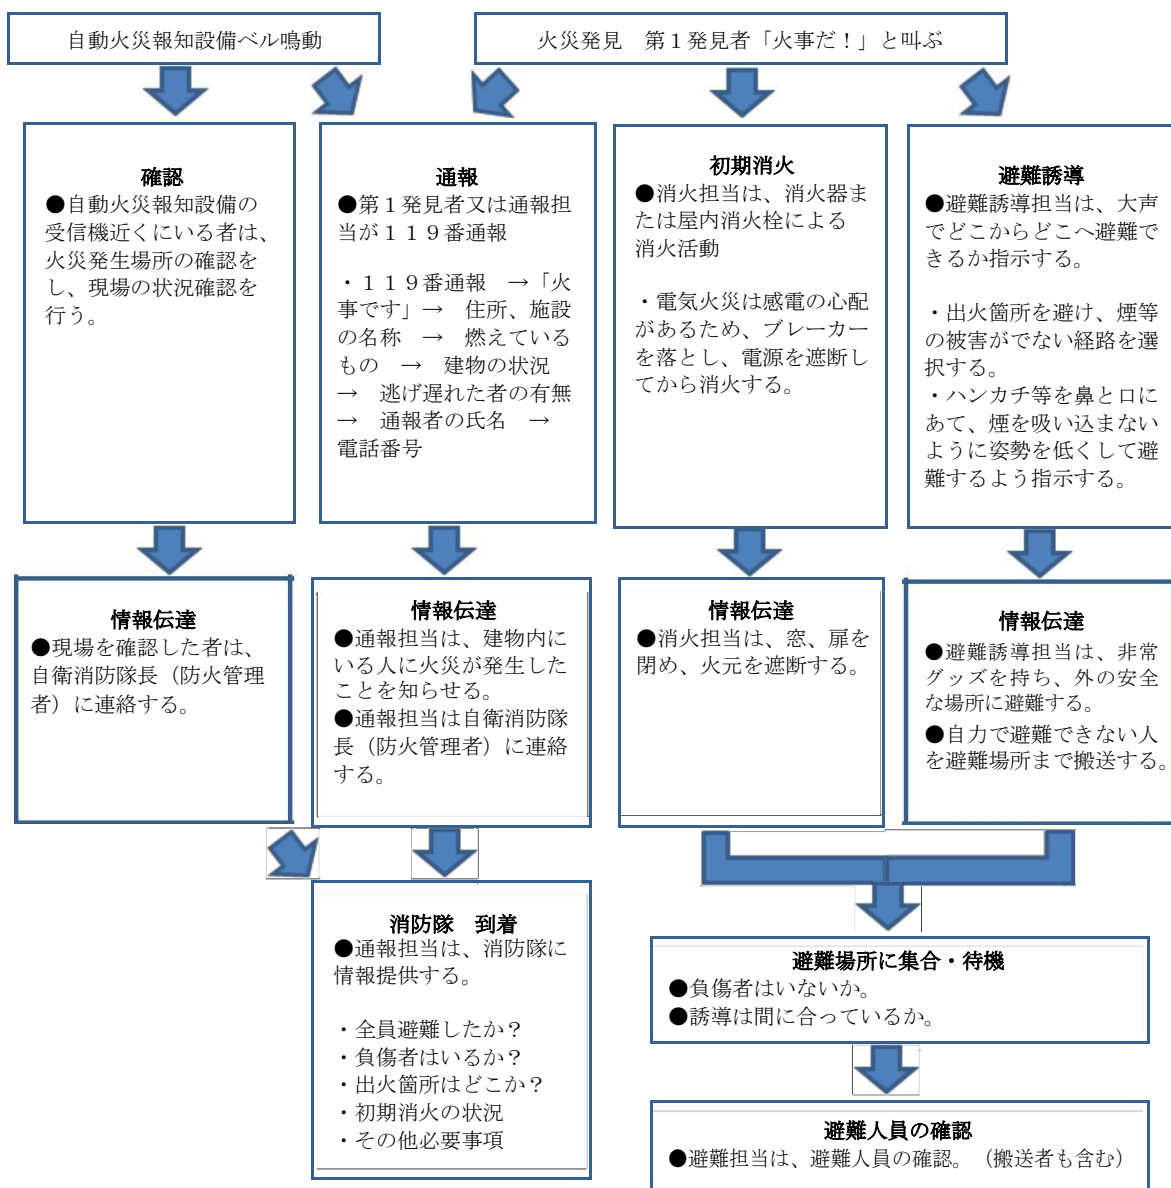 自動火災報知設備ベル鳴動
火災発見　第１発見者「火事だ！」と叫ぶ
確認
●自動火災報知設備の
受信機近くにいる者は、
火災発生場所の確認を
し、現場の状況確認を
行う。
通報
●第１発見者又は通報担
当が１１９番通報
・１１９番通報　→「火
事です」→　住所、施設
の名称　→　燃えている
もの　→　建物の状況
→　逃げ遅れた者の有無
→　通報者の氏名　→
電話番号
初期消火
●消火担当は、消火器ま
たは屋内消火栓による
消火活動
・電気火災は感電の心配
があるため、ブレーカー
を落とし、電源を遮断し
てから消火する。
避難誘導
●避難誘導担当は、大声
でどこからどこへ避難で
きるか指示する。
・出火箇所を避け、煙等
の被害がでない経路を選
択する。
・ハンカチ等を鼻と口に
あて、煙を吸い込まない
ように姿勢を低くして避
難するよう指示する。
情報伝達
●現場を確認した者は、
自衛消防隊長（防火管理
者）に連絡する。
情報伝達
●通報担当は、建物内に
いる人に火災が発生した
ことを知らせる。
●通報担当は自衛消防隊
長（防火管理者）に連絡
する。
情報伝達
●消火担当は、窓、扉を
閉め、火元を遮断する。
情報伝達
●避難誘導担当は、非常
グッズを持ち、外の安全
な場所に避難する。
●自力で避難できない人
を避難場所まで搬送する。
消防隊　到着
●通報担当は、消防隊に
情報提供する。
・全員避難したか？
・負傷者はいるか？
・出火箇所はどこか？
・初期消火の状況
・その他必要事項
避難場所に集合・待機
●負傷者はいないか。
●誘導は間に合っているか。
避難人員の確認
●避難担当は、避難人員の確認。（搬送者も含む）